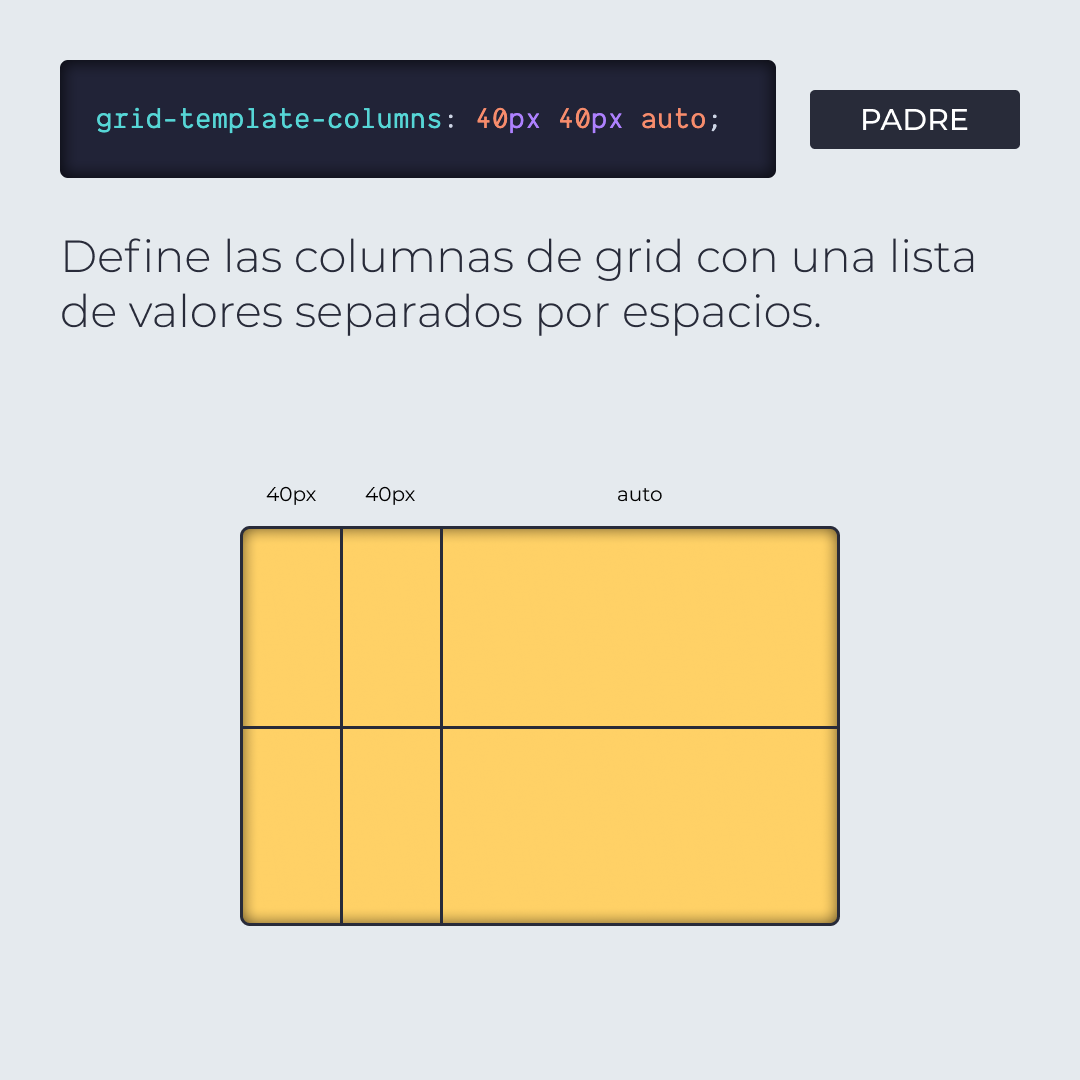 grid-template-columns: 40px 40px auto;
PADRE
Define las columnas de grid con una lista
de valores separados por espacios.
40px 40px auto